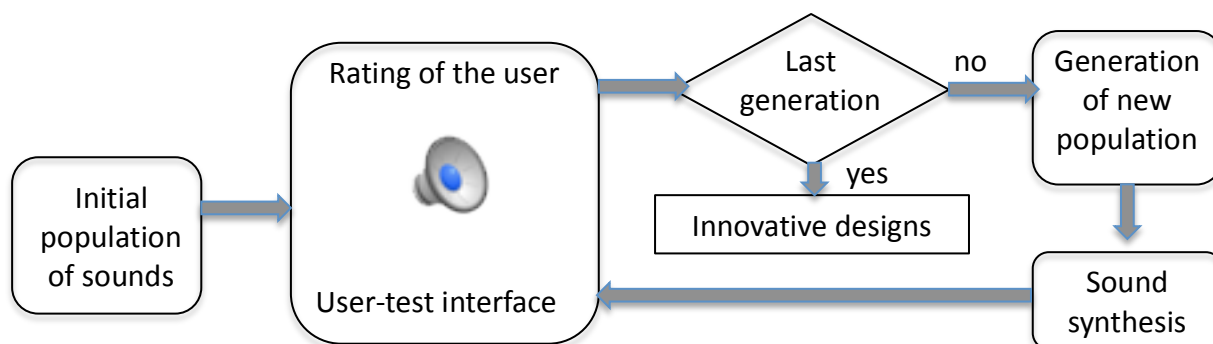 Initial
population
of sounds
Rating of the user
User-test interface
Last
generation
no
yes
Innovative designs
Generation
of new
population
Sound
synthesis